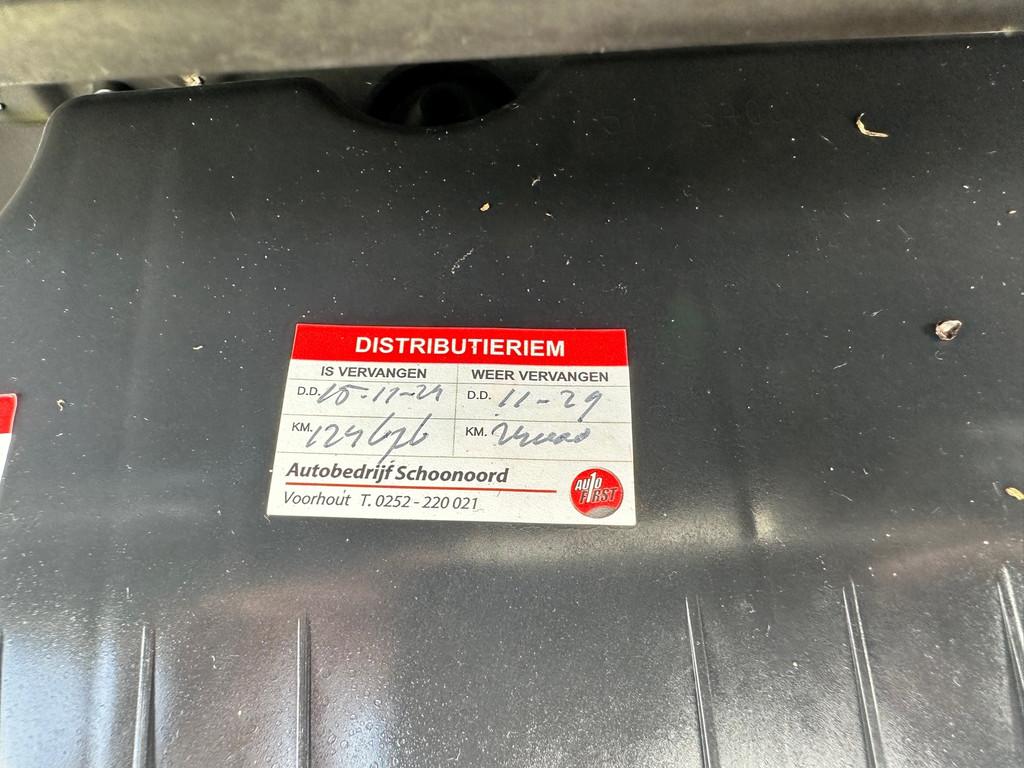 DISTRIBUTIERIEM
IS VERVANGEN WEER VERVANGEN
D.D. 15-11-24 D.D. 11-29
KM. 124676 KM.
Autobedrijf Schoonoord
Voorhout T. 0252 - 220 021
AUTO FIRST